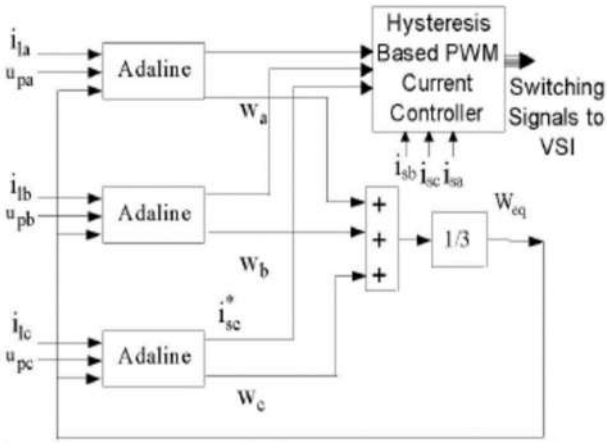 i_la
u_pa
Adaline
W_a
Hysteresis
Based PWM
Current
Controller
Switching
Signals to
VSI
i_sb i_sc i_sa
i_lb
u_pb
Adaline
W_b
+
+
+
1/3
W_eq
i_sc^*
i_lc
u_pc
Adaline
W_c